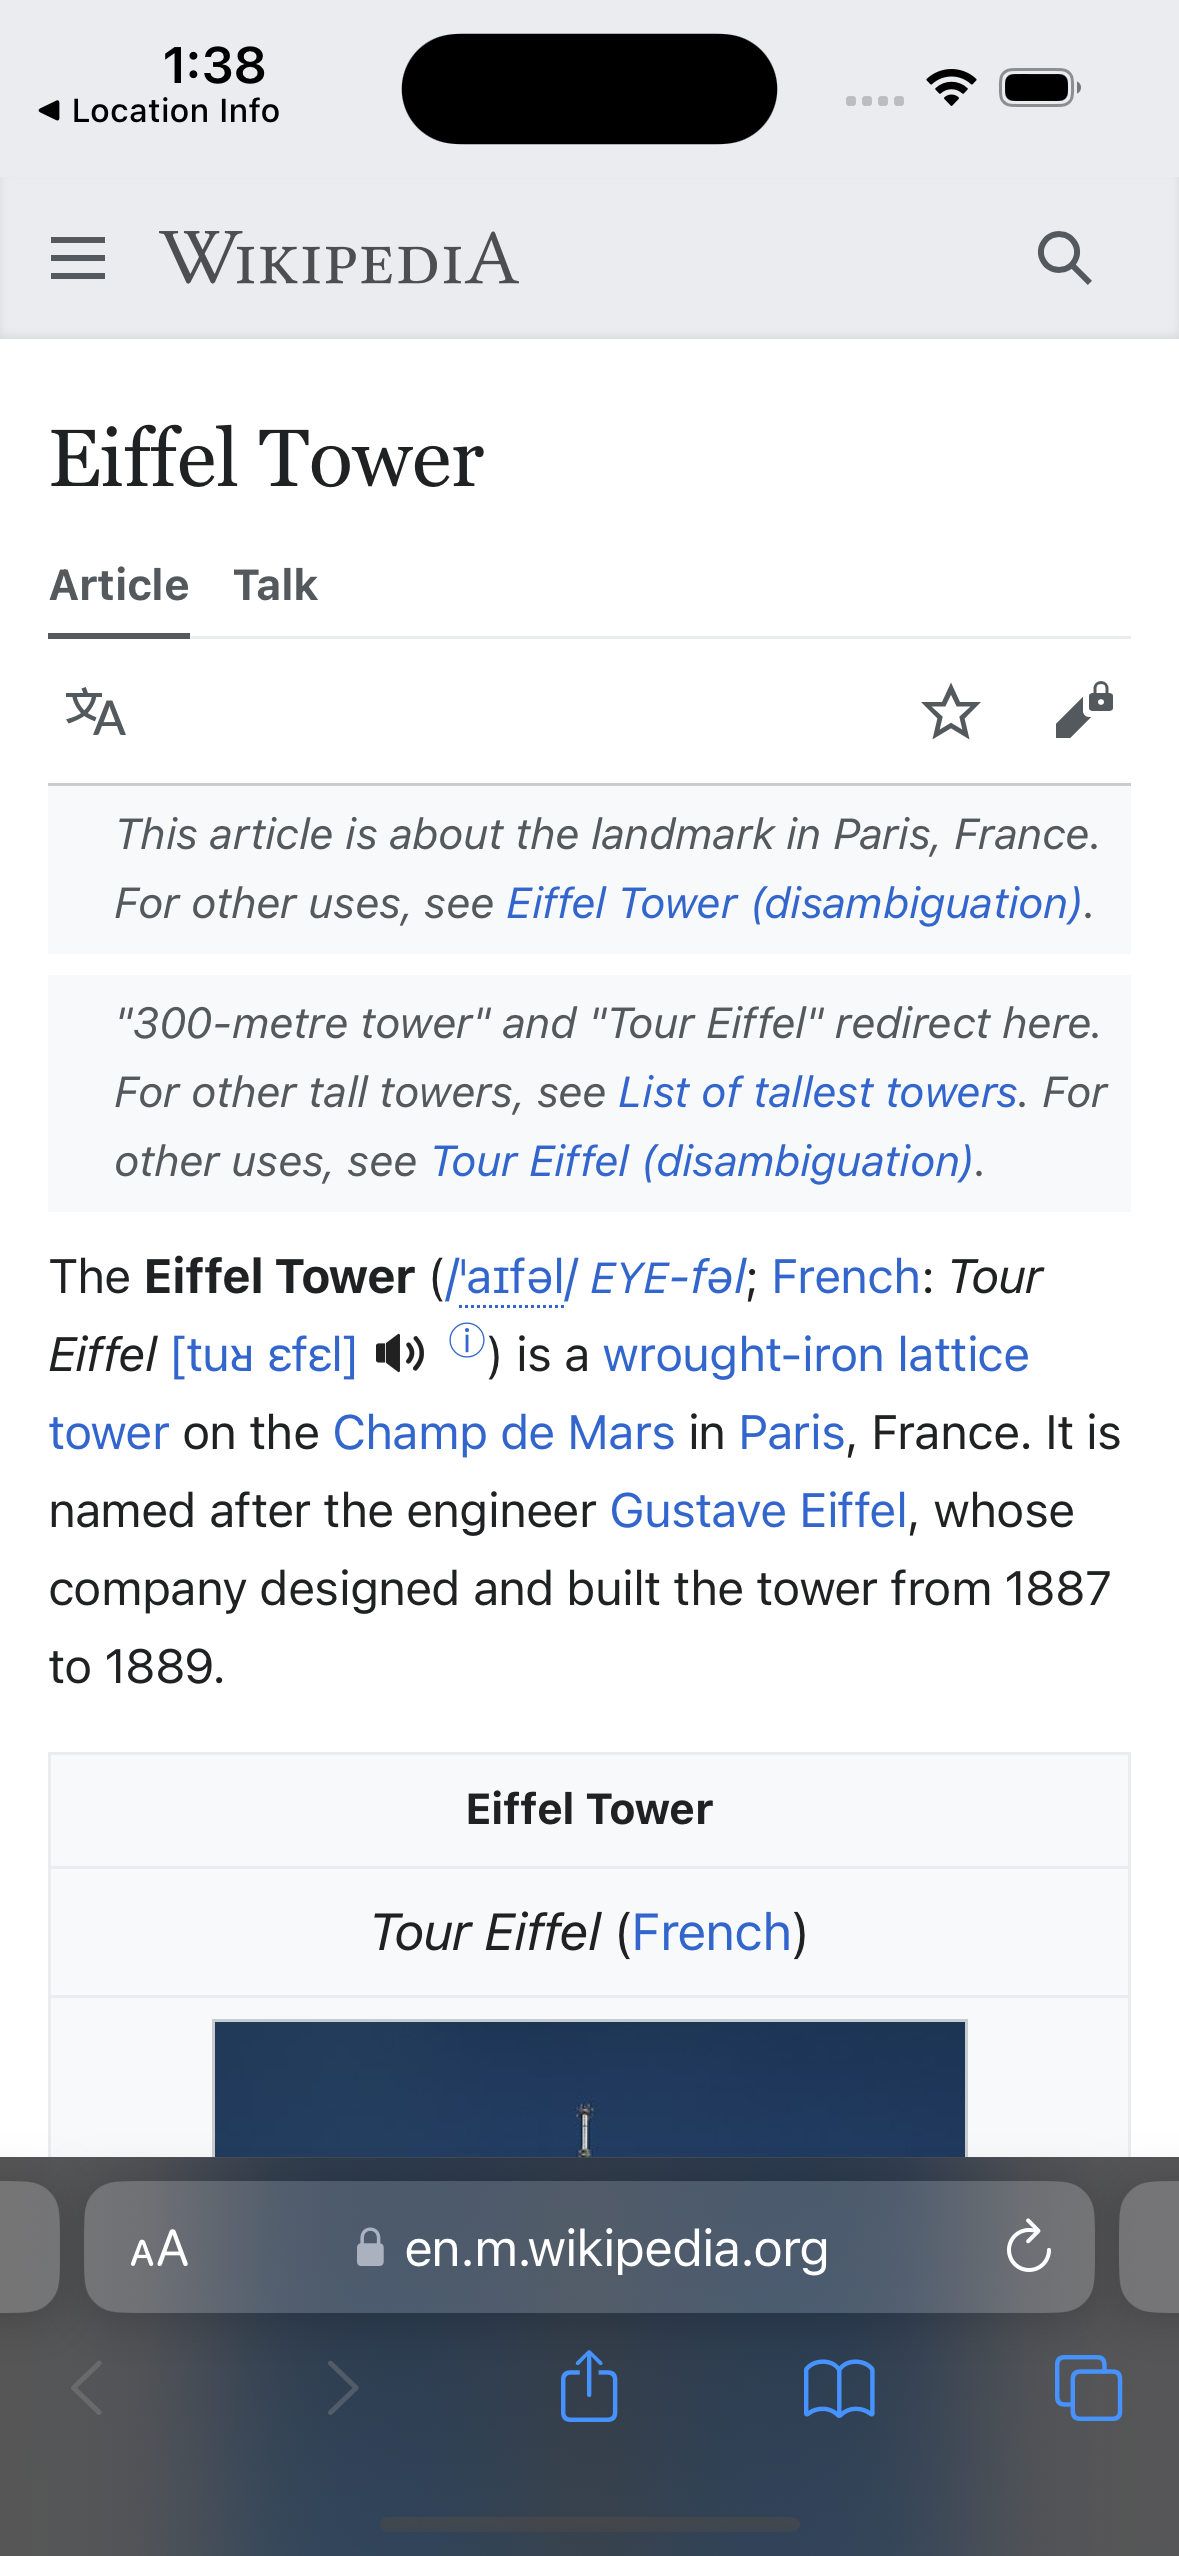 1:38
◀ Location Info
WIKIPEDIA
Eiffel Tower
Article Talk
文A
This article is about the landmark in Paris, France.
For other uses, see Eiffel Tower (disambiguation).
"300-metre tower" and "Tour Eiffel" redirect here.
For other tall towers, see List of tallest towers. For
other uses, see Tour Eiffel (disambiguation).
The Eiffel Tower (/ˈaɪfəl/ EYE-fəl; French: Tour
Eiffel [tuʁ ɛfɛl] ⓘ) is a wrought-iron lattice
tower on the Champ de Mars in Paris, France. It is
named after the engineer Gustave Eiffel, whose
company designed and built the tower from 1887
to 1889.
Eiffel Tower
Tour Eiffel (French)
AA en.m.wikipedia.org